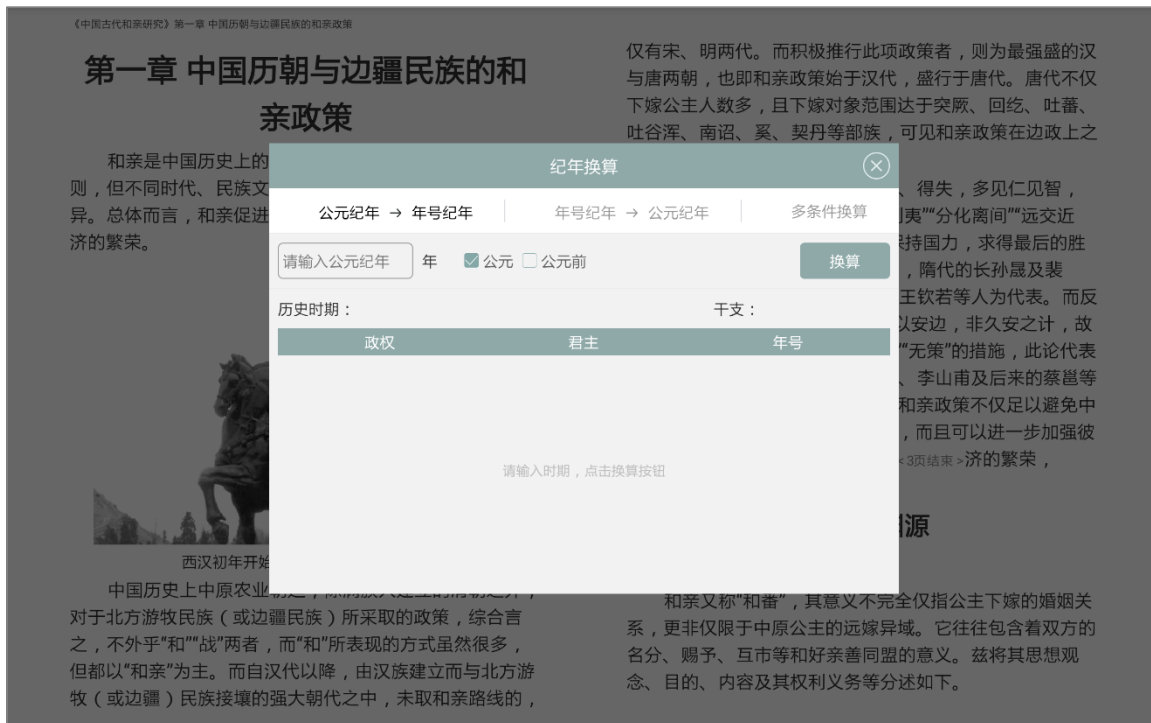 《中国古代和亲研究》第一章 中国历朝与边疆民族的和亲政策
第一章 中国历朝与边疆民族的和
亲政策
和亲是中国历史上的
则，但不同时代、民族文
异。总体而言，和亲促进
济的繁荣。
西汉初年开始
中国历史上中原农业
对于北方游牧民族（或边疆民族）所采取的政策，综合言
之，不外乎“和”“战”两者，而“和”所表现的方式虽然很多，
但都以“和亲”为主。而自汉代以降，由汉族建立而与北方游
牧（或边疆）民族接壤的强大朝代之中，未取和亲路线的，
仅有宋、明两代。而积极推行此项政策者，则为最强盛的汉
与唐两朝，也即和亲政策始于汉代，盛行于唐代。唐代不仅
下嫁公主人数多，且下嫁对象范围达于突厥、回纥、吐蕃、
吐谷浑、南诏、奚、契丹等部族，可见和亲政策在边政上之
、得失，多见仁见智，
夷”“分化离间”“远交近
持国力，求得最后的胜
，隋代的长孙晟及裴
王钦若等人为代表。而反
以安边，非久安之计，故
“无策”的措施，此论代表
、李山甫及后来的蔡邕等
和亲政策不仅足以避免中
，而且可以进一步加强彼
<3页结束>济的繁荣，
源
和亲又称“和番”，其意义不完全仅指公主下嫁的婚姻关
系，更非仅限于中原公主的远嫁异域。它往往包含着双方的
名分、赐予、互市等和好亲善同盟的意义。兹将其思想观
念、目的、内容及其权利义务等分述如下。
纪年换算
公元纪年 → 年号纪年 年号纪年 → 公元纪年 多条件换算
请输入公元纪年 年 公元 公元前 换算
历史时期： 干支：
政权 君主 年号
请输入时期，点击换算按钮